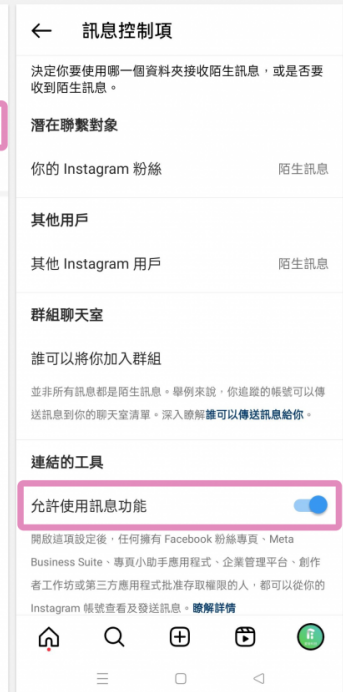 訊息控制項
決定你要使用哪一個資料夾接收陌生訊息，或是否要
收到陌生訊息。
潛在聯繫對象
你的 Instagram 粉絲
陌生訊息
其他用戶
其他 Instagram 用戶
陌生訊息
群組聊天室
誰可以將你加入群組
並非所有訊息都是陌生訊息。舉例來說，你追蹤的帳號可以傳
送訊息到你的聊天室清單。深入瞭解誰可以傳送訊息給你。
連結的工具
允許使用訊息功能
開啟這項設定後，任何擁有 Facebook 粉絲專頁、Meta
Business Suite、專頁小助手應用程式、企業管理平台、創作
者工作坊或第三方應用程式批准存取權限的人，都可以從你的
Instagram 帳號查看及發送訊息。瞭解詳情